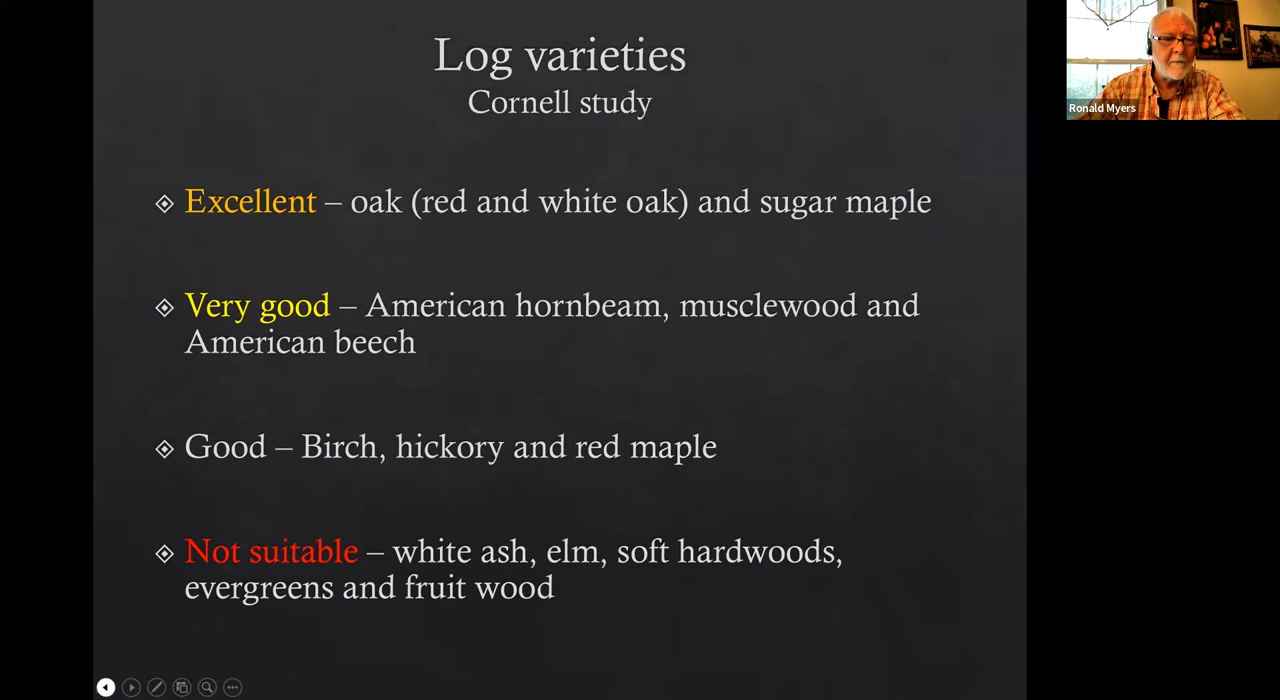 Log varieties
Cornell study
Excellent – oak (red and white oak) and sugar maple
Very good – American hornbeam, musclewood and
American beech
Good – Birch, hickory and red maple
Not suitable – white ash, elm, soft hardwoods,
evergreens and fruit wood
Ronald Myers